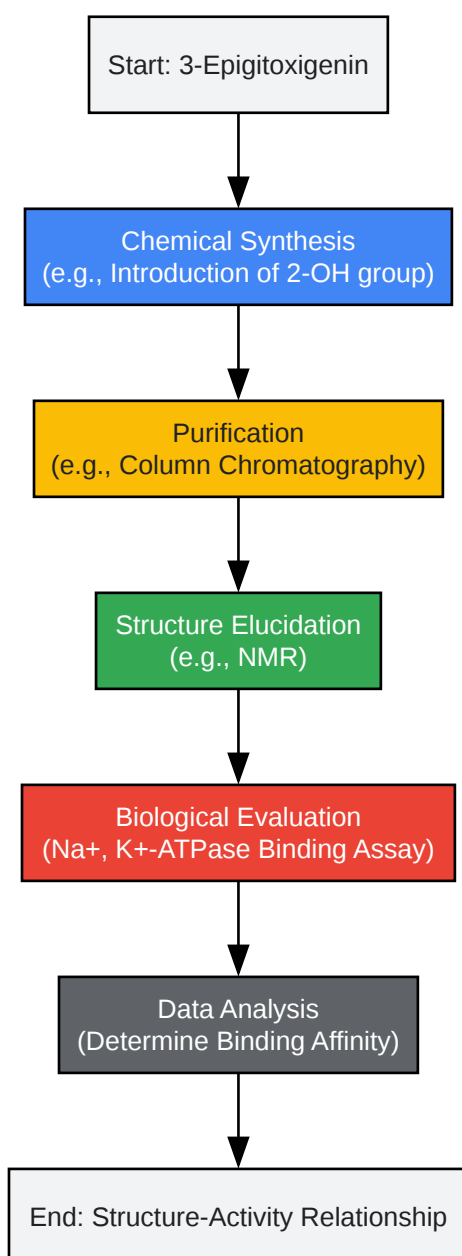 Start: 3-Epigitoxigenin
Chemical Synthesis
(e.g., Introduction of 2-OH group)
Purification
(e.g., Column Chromatography)
Structure Elucidation
(e.g., NMR)
Biological Evaluation
(Na+, K+-ATPase Binding Assay)
Data Analysis
(Determine Binding Affinity)
End: Structure-Activity Relationship